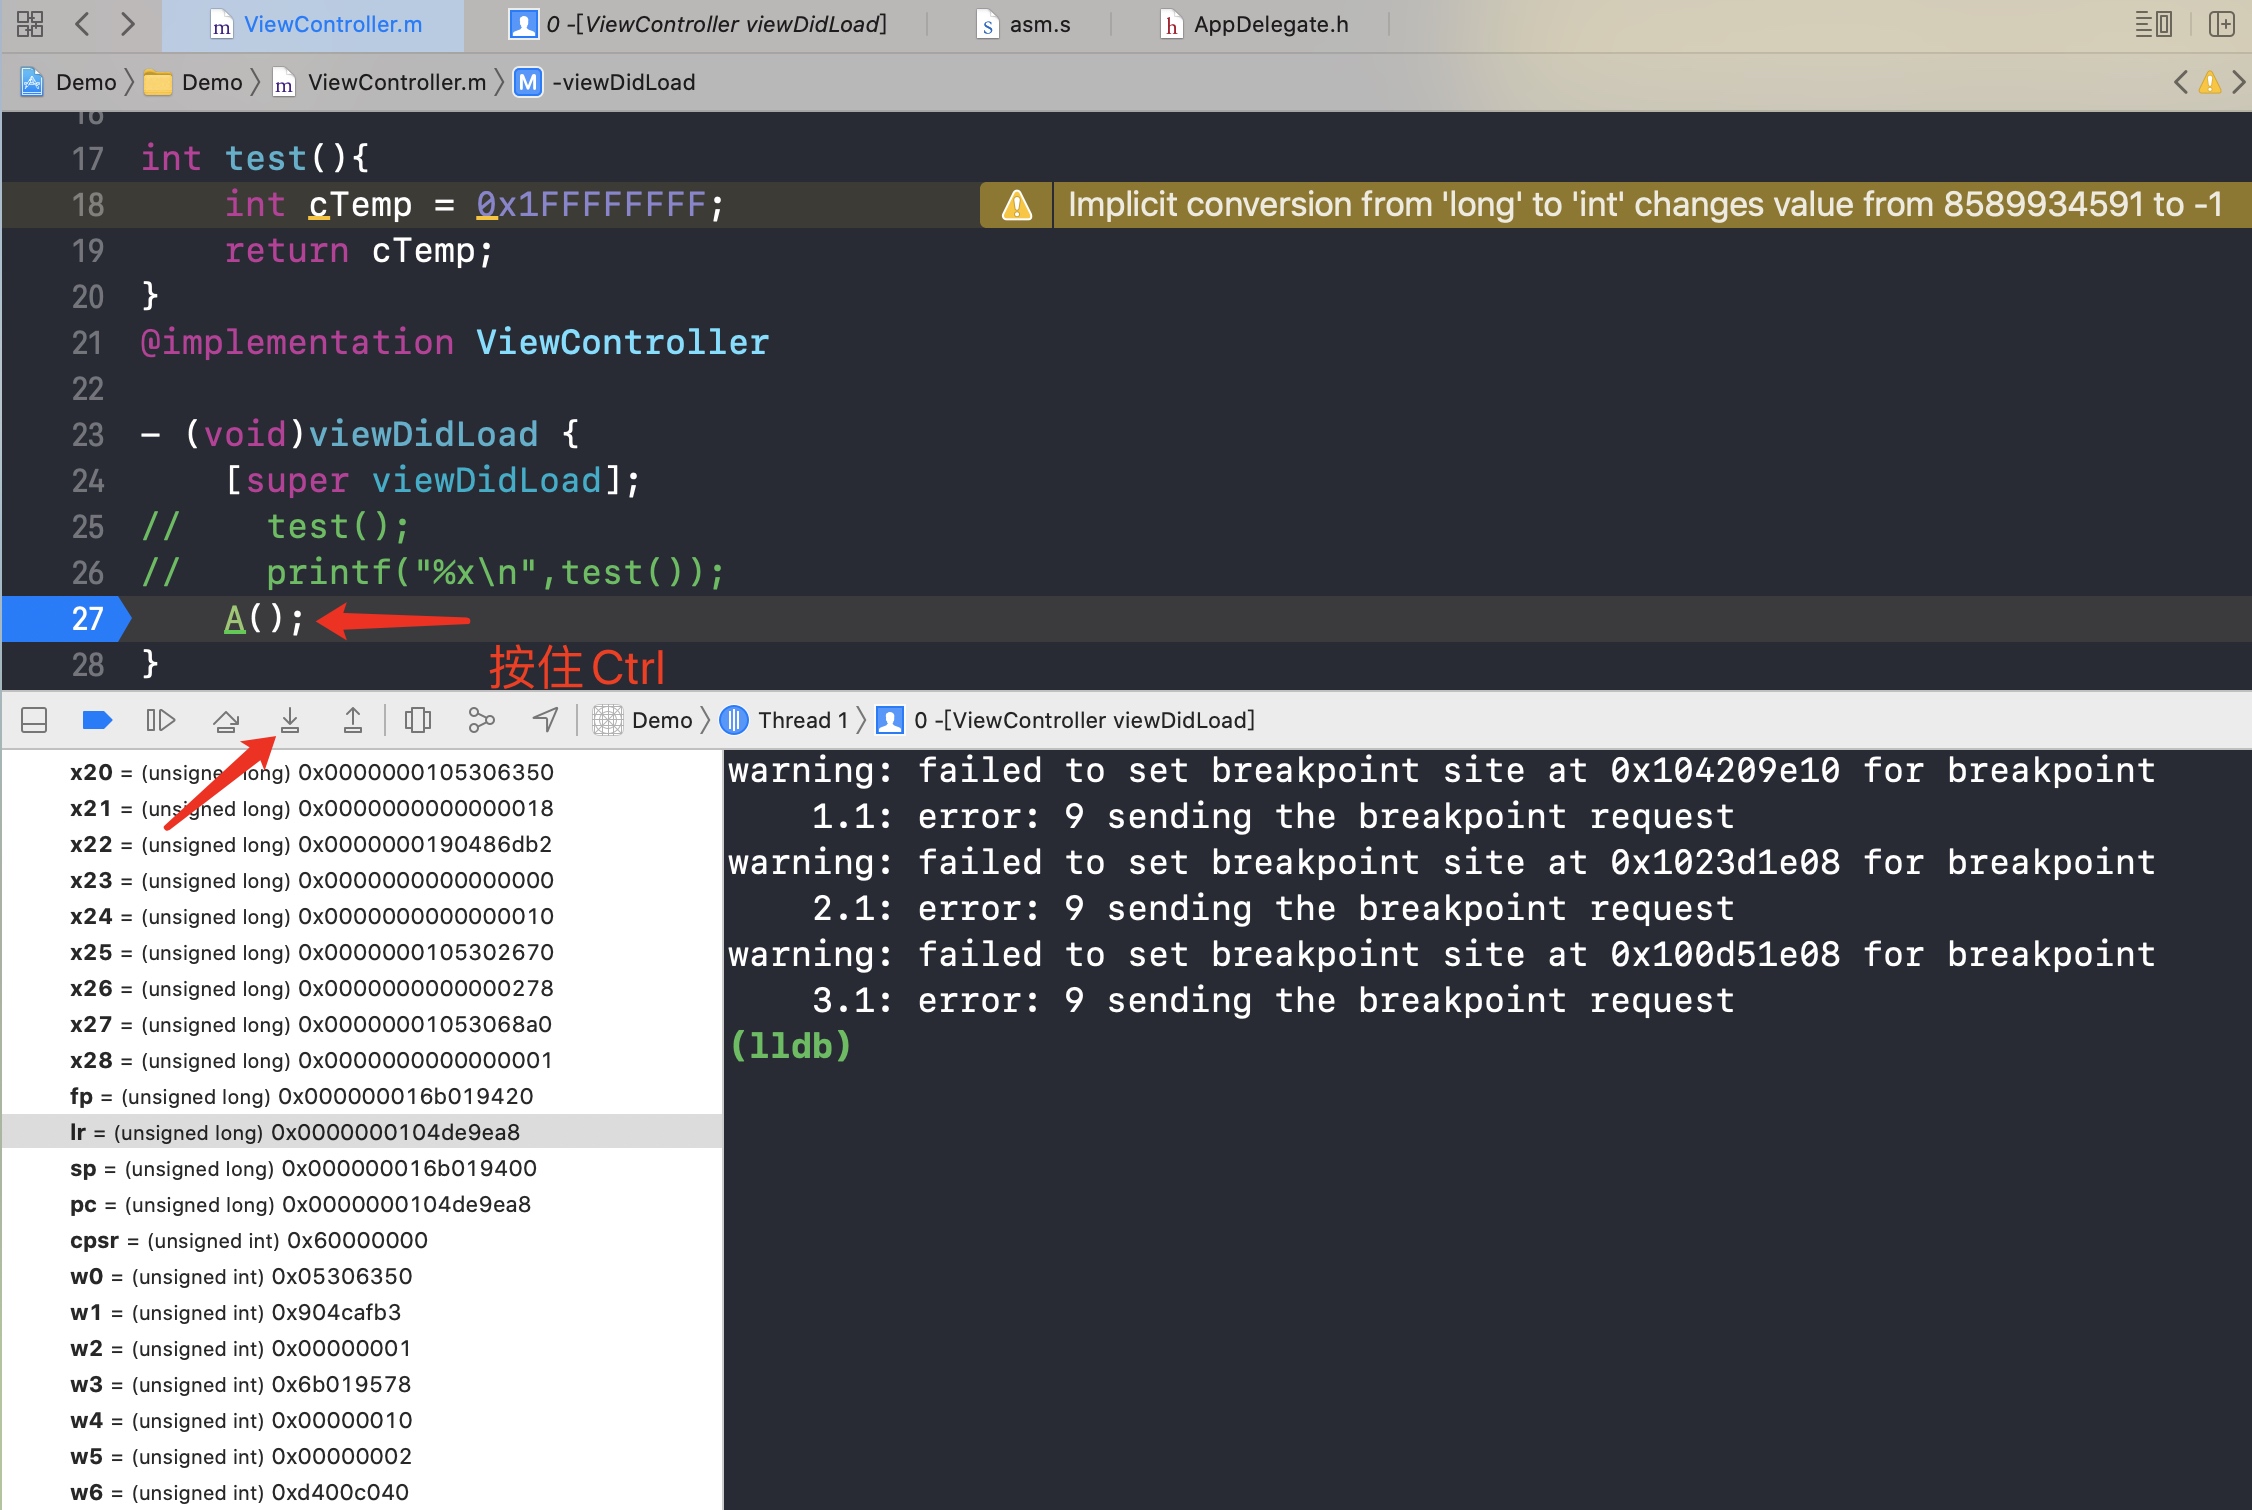 ViewController.m 0 -[ViewController viewDidLoad] asm.s AppDelegate.h
Demo Demo ViewController.m M -viewDidLoad
16
17 int test(){
18 int cTemp = 0x1FFFFFFFF; Implicit conversion from 'long' to 'int' changes value from 8589934591 to -1
19 return cTemp;
20 }
21 @implementation ViewController
22
23 - (void)viewDidLoad {
24 [super viewDidLoad];
25 // test();
26 // printf("%x\n",test());
27 A();
28 }
按住Ctrl
Demo Thread 1 0 -[ViewController viewDidLoad]
x20 = (unsigned long) 0x0000000105306350
x21 = (unsigned long) 0x0000000000000018
x22 = (unsigned long) 0x0000000190486db2
x23 = (unsigned long) 0x0000000000000000
x24 = (unsigned long) 0x0000000000000010
x25 = (unsigned long) 0x0000000105302670
x26 = (unsigned long) 0x0000000000000278
x27 = (unsigned long) 0x00000001053068a0
x28 = (unsigned long) 0x0000000000000001
fp = (unsigned long) 0x000000016b019420
lr = (unsigned long) 0x0000000104de9ea8
sp = (unsigned long) 0x000000016b019400
pc = (unsigned long) 0x0000000104de9ea8
cpsr = (unsigned int) 0x60000000
w0 = (unsigned int) 0x05306350
w1 = (unsigned int) 0x904cafb3
w2 = (unsigned int) 0x00000001
w3 = (unsigned int) 0x6b019578
w4 = (unsigned int) 0x00000010
w5 = (unsigned int) 0x00000002
w6 = (unsigned int) 0xd400c040
warning: failed to set breakpoint site at 0x104209e10 for breakpoint
1.1: error: 9 sending the breakpoint request
warning: failed to set breakpoint site at 0x1023d1e08 for breakpoint
2.1: error: 9 sending the breakpoint request
warning: failed to set breakpoint site at 0x100d51e08 for breakpoint
3.1: error: 9 sending the breakpoint request
(lldb)